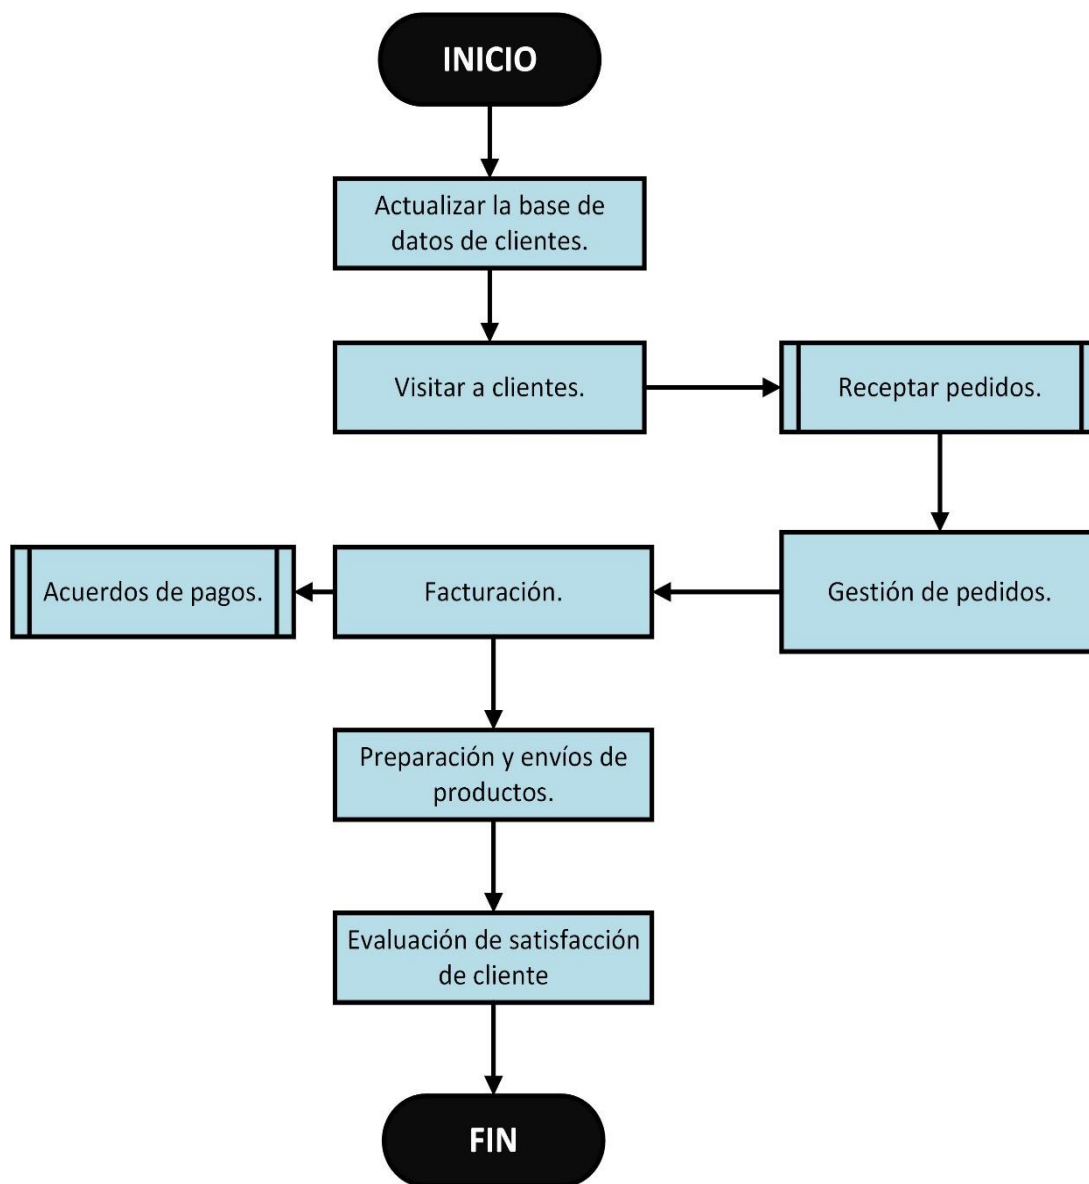 INICIO
Actualizar la base de
datos de clientes.
Visitar a clientes.
Receptar pedidos.
Acuerdos de pagos.
Facturación.
Gestión de pedidos.
Preparación y envíos de
productos.
Evaluación de satisfacción
de cliente
FIN